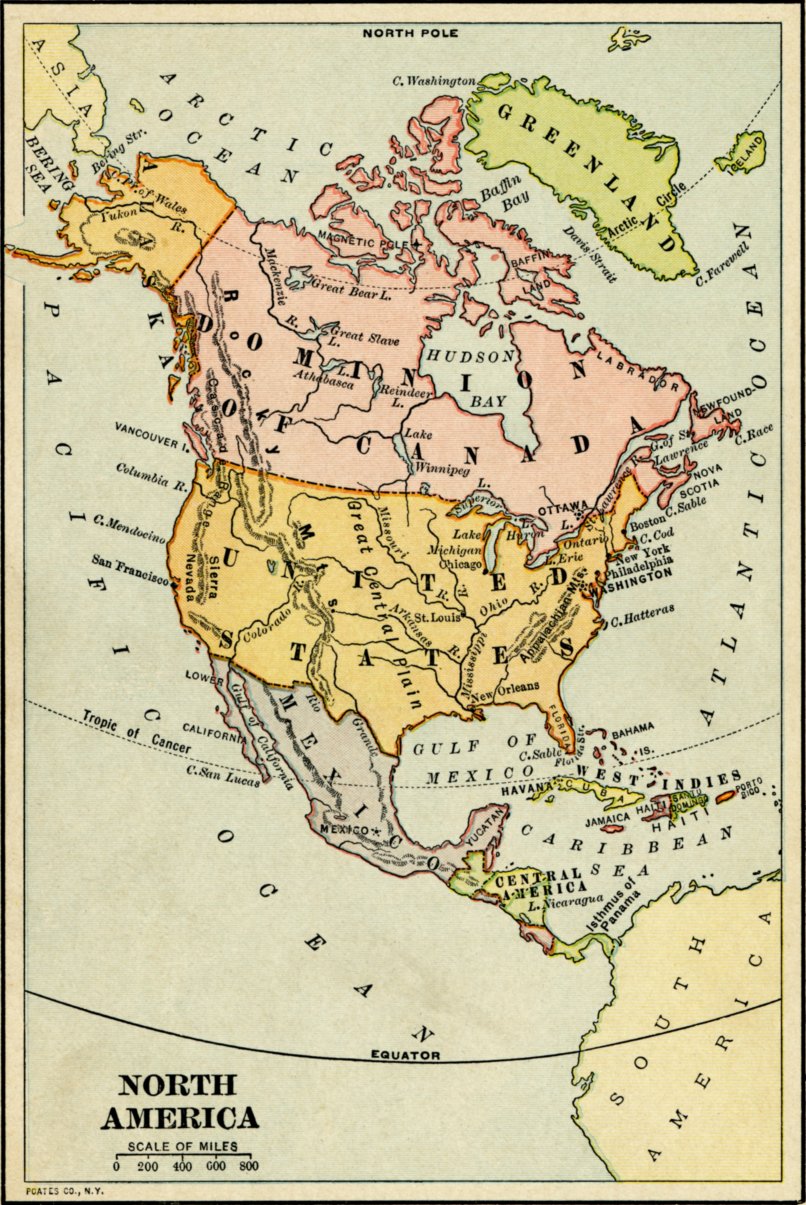 NORTH POLE
ASIA
ARCTIC
OCEAN
C. Washington
GREENLAND
ICELAND
BERING
SEA
Bering Str.
C. Pr. of Wales
Yukon R.
ALASKA
Baffin
Bay
Arctic Circle
Davis Strait
C. Farewell
MAGNETIC POLE
BAFFIN
LAND
Mackenzie R.
Great Bear L.
Great Slave
L.
L.
Athabasca
Reindeer
L.
HUDSON
BAY
LABRADOR
DOMINION
OF CANADA
Rocky Mts.
Cascade Range
NEWFOUND-
LAND
C. Race
G. of St.
Lawrence
St. Lawrence R.
NOVA
SCOTIA
C. Sable
VANCOUVER I.
Lake
Winnipeg
Columbia R.
L.
Superior
OTTAWA
L.
Huron
L.
Ontario
L. Erie
Lake
Michigan
Chicago
Boston
C. Cod
New York
Philadelphia
WASHINGTON
C. Mendocino
San Francisco
Sierra
Nevada
Missouri R.
Great Central Plain
UNITED
STATES
Colorado R.
St. Louis
Arkansas R.
Ohio R.
Mississippi R.
Appalachian Mts.
C. Hatteras
New Orleans
FLORIDA
C. Sable
Florida Str.
PACIFIC OCEAN
ATLANTIC OCEAN
LOWER
CALIFORNIA
Gulf of California
C. San Lucas
Rio Grande
MEXICO
MEXICO
Tropic of Cancer
GULF OF
MEXICO
BAHAMA
IS.
WEST INDIES
HAVANA
CUBA
JAMAICA
HAITI
SANTO
DOMINGO
HAITI
PORTO
RICO
YUCATAN
CARIBBEAN
SEA
CENTRAL
AMERICA
L. Nicaragua
Isthmus of
Panama
SOUTH
AMERICA
EQUATOR
NORTH
AMERICA
SCALE OF MILES
0 200 400 600 800
POATES CO., N.Y.